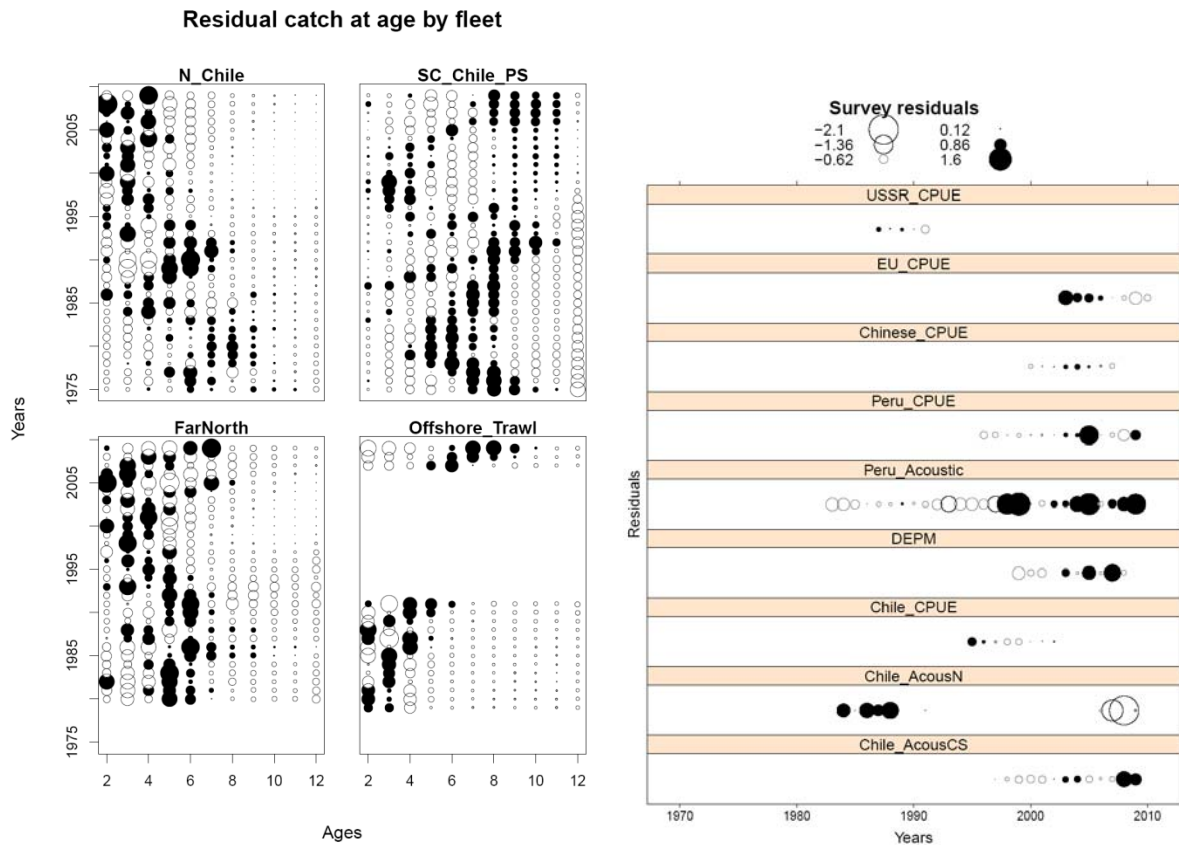 Residual catch at age by fleet
N_Chile
SC_Chile_PS
2005
1995
1985
1975
FarNorth
Offshore_Trawl
2005
1995
1985
1975
2 4 6 8 10 12
2 4 6 8 10 12
Years
Ages
Survey residuals
−2.1 0.12
−1.36 0.86
−0.62 1.6
USSR_CPUE
EU_CPUE
Chinese_CPUE
Peru_CPUE
Peru_Acoustic
DEPM
Chile_CPUE
Chile_AcousN
Chile_AcousCS
Residuals
1970 1980 1990 2000 2010
Years